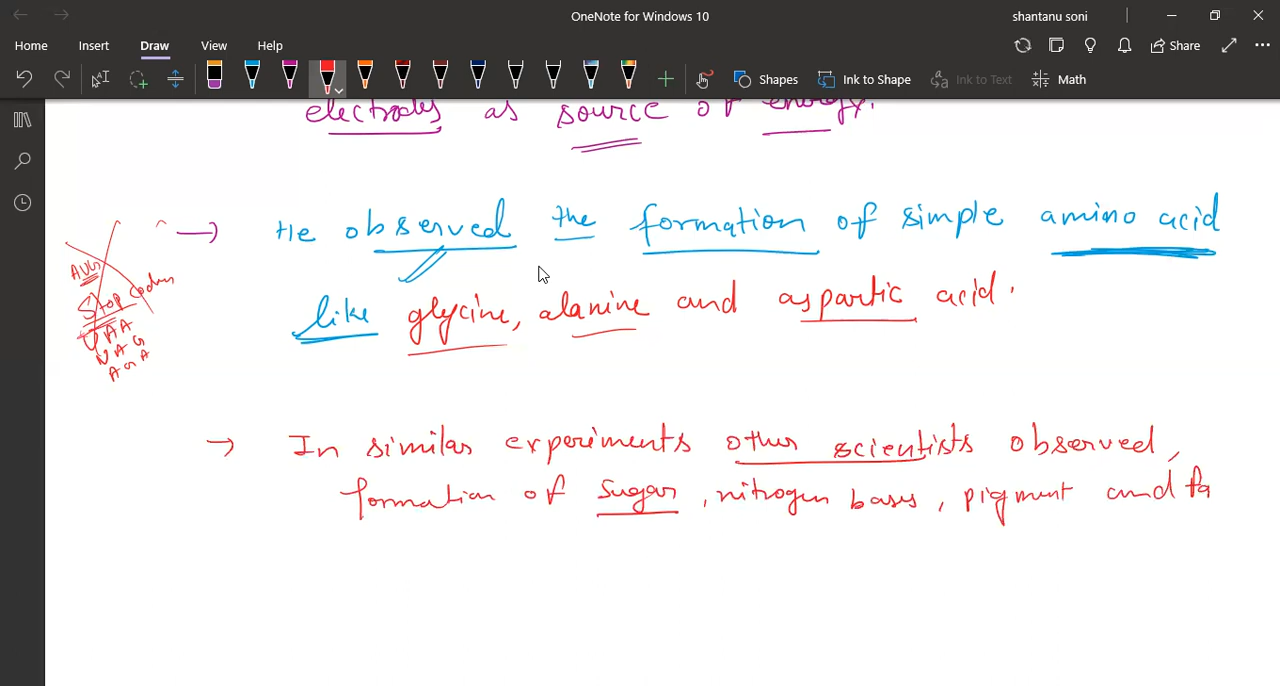 OneNote for Windows 10
shantanu soni
Home Insert Draw View Help
Share
Shapes Ink to Shape Ink to Text Math
electrodes as source of energy.
→ He observed the formation of simple amino acid
like glycine, alanine and aspartic acid.
AUG
Stop codon
UAA
UAG
→ In similar experiments other scientists observed,
formation of sugar, nitrogen bases, pigment and fa